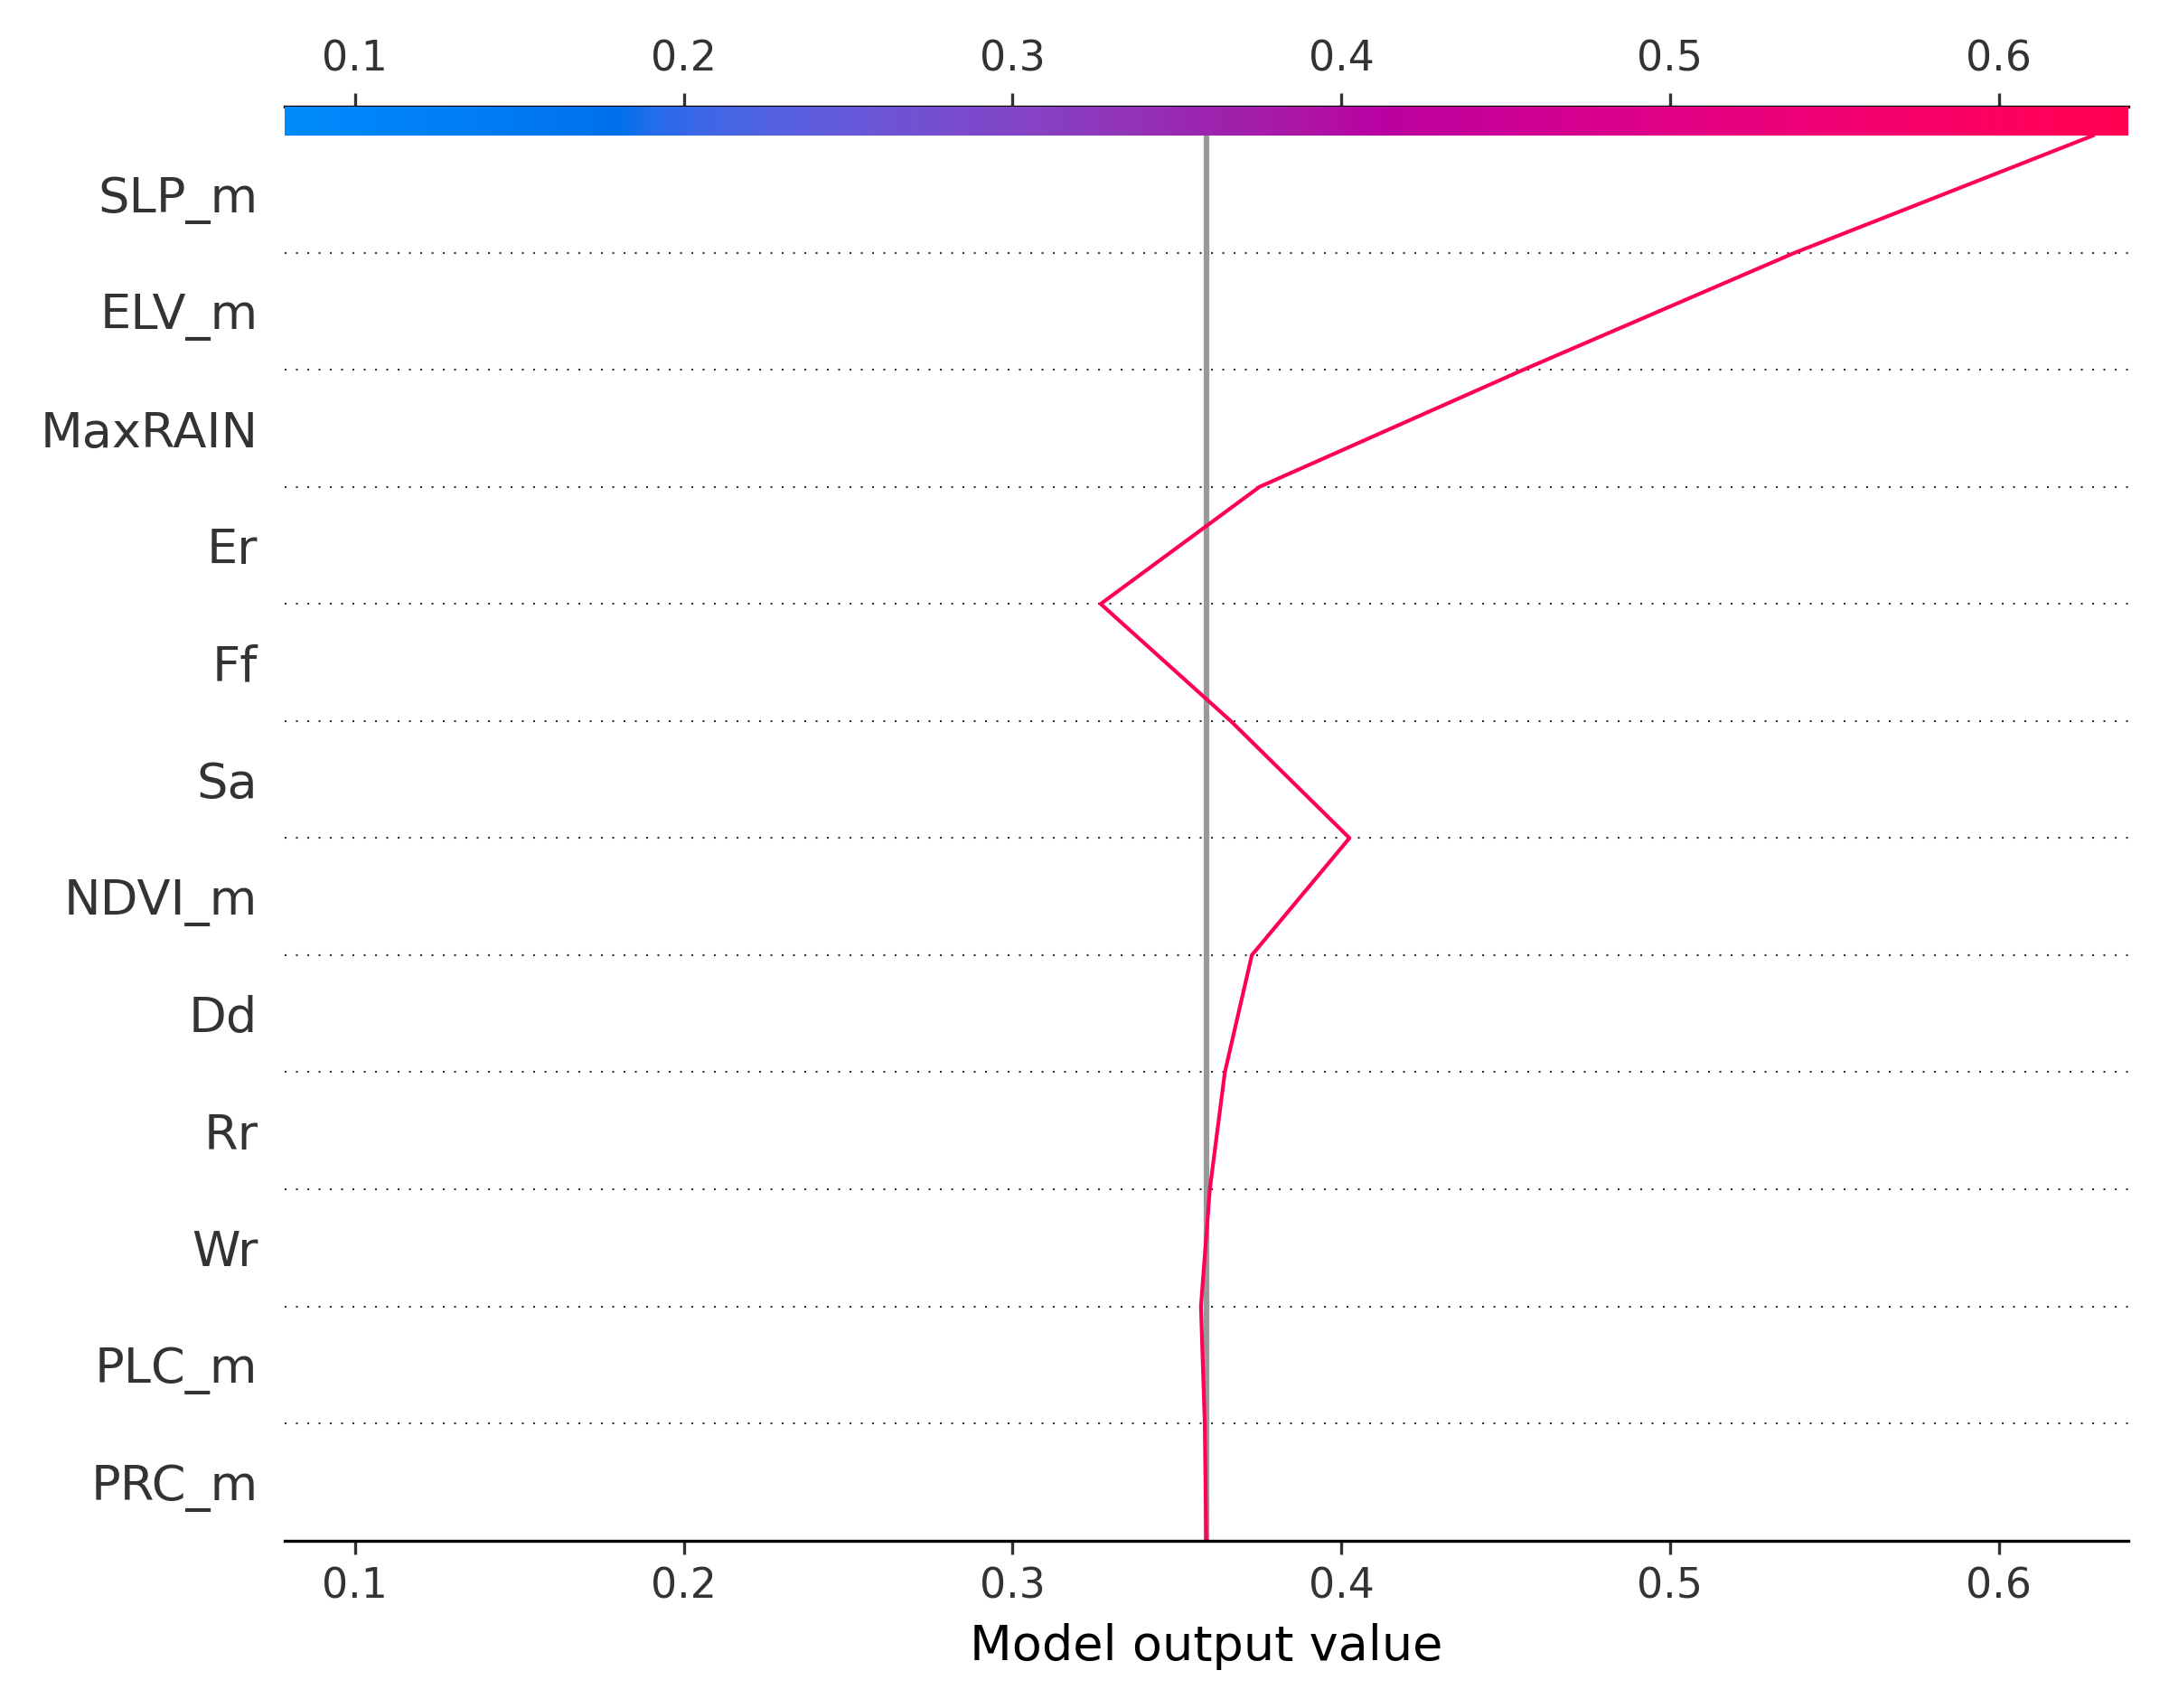 0.1 0.2 0.3 0.4 0.5 0.6
SLP_m
ELV_m
MaxRAIN
Er
Ff
Sa
NDVI_m
Dd
Rr
Wr
PLC_m
PRC_m
0.1 0.2 0.3 0.4 0.5 0.6
Model output value